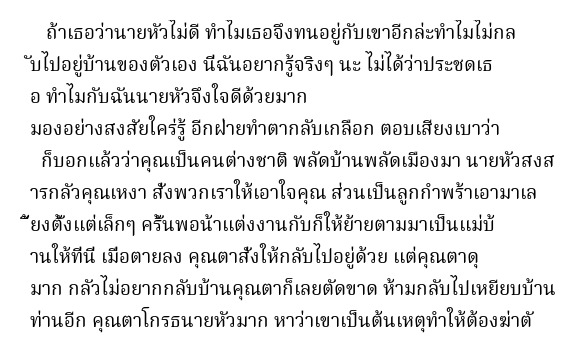 ถ้าเธอว่านายหัวไม่ดี ทำไมเธอจึงทนอยู่กับเขาอีกล่ะทำไมไม่กล
ับไปอยู่บ้านของตัวเอง นี่ฉันอยากรู้จริงๆ นะ ไม่ได้ว่าประชดเธ
อ ทำไมกับฉันนายหัวจึงใจดีด้วยมาก
มองอย่างสงสัยใคร่รู้ อีกฝ่ายทำตากลับเกลือก ตอบเสียงเบาว่า
ก็บอกแล้วว่าคุณเป็นคนต่างชาติ พลัดบ้านพลัดเมืองมา นายหัวสงส
ารกลัวคุณเหงา สั่งพวกเราให้เอาใจคุณ ส่วนเป็นลูกกำพร้าเอามาเล
ี้ยงตั้งแต่เล็กๆ ครั้นพอน้าแต่งงานกับก็ให้ย้ายตามมาเป็นแม่บ้
านให้ที่นี่ เมื่อตายลง คุณตาสั่งให้กลับไปอยู่ด้วย แต่คุณตาดุ
มาก กลัวไม่อยากกลับบ้านคุณตาก็เลยตัดขาด ห้ามกลับไปเหยียบบ้าน
ท่านอีก คุณตาโกรธนายหัวมาก หาว่าเขาเป็นต้นเหตุทำให้ต้องฆ่าตั